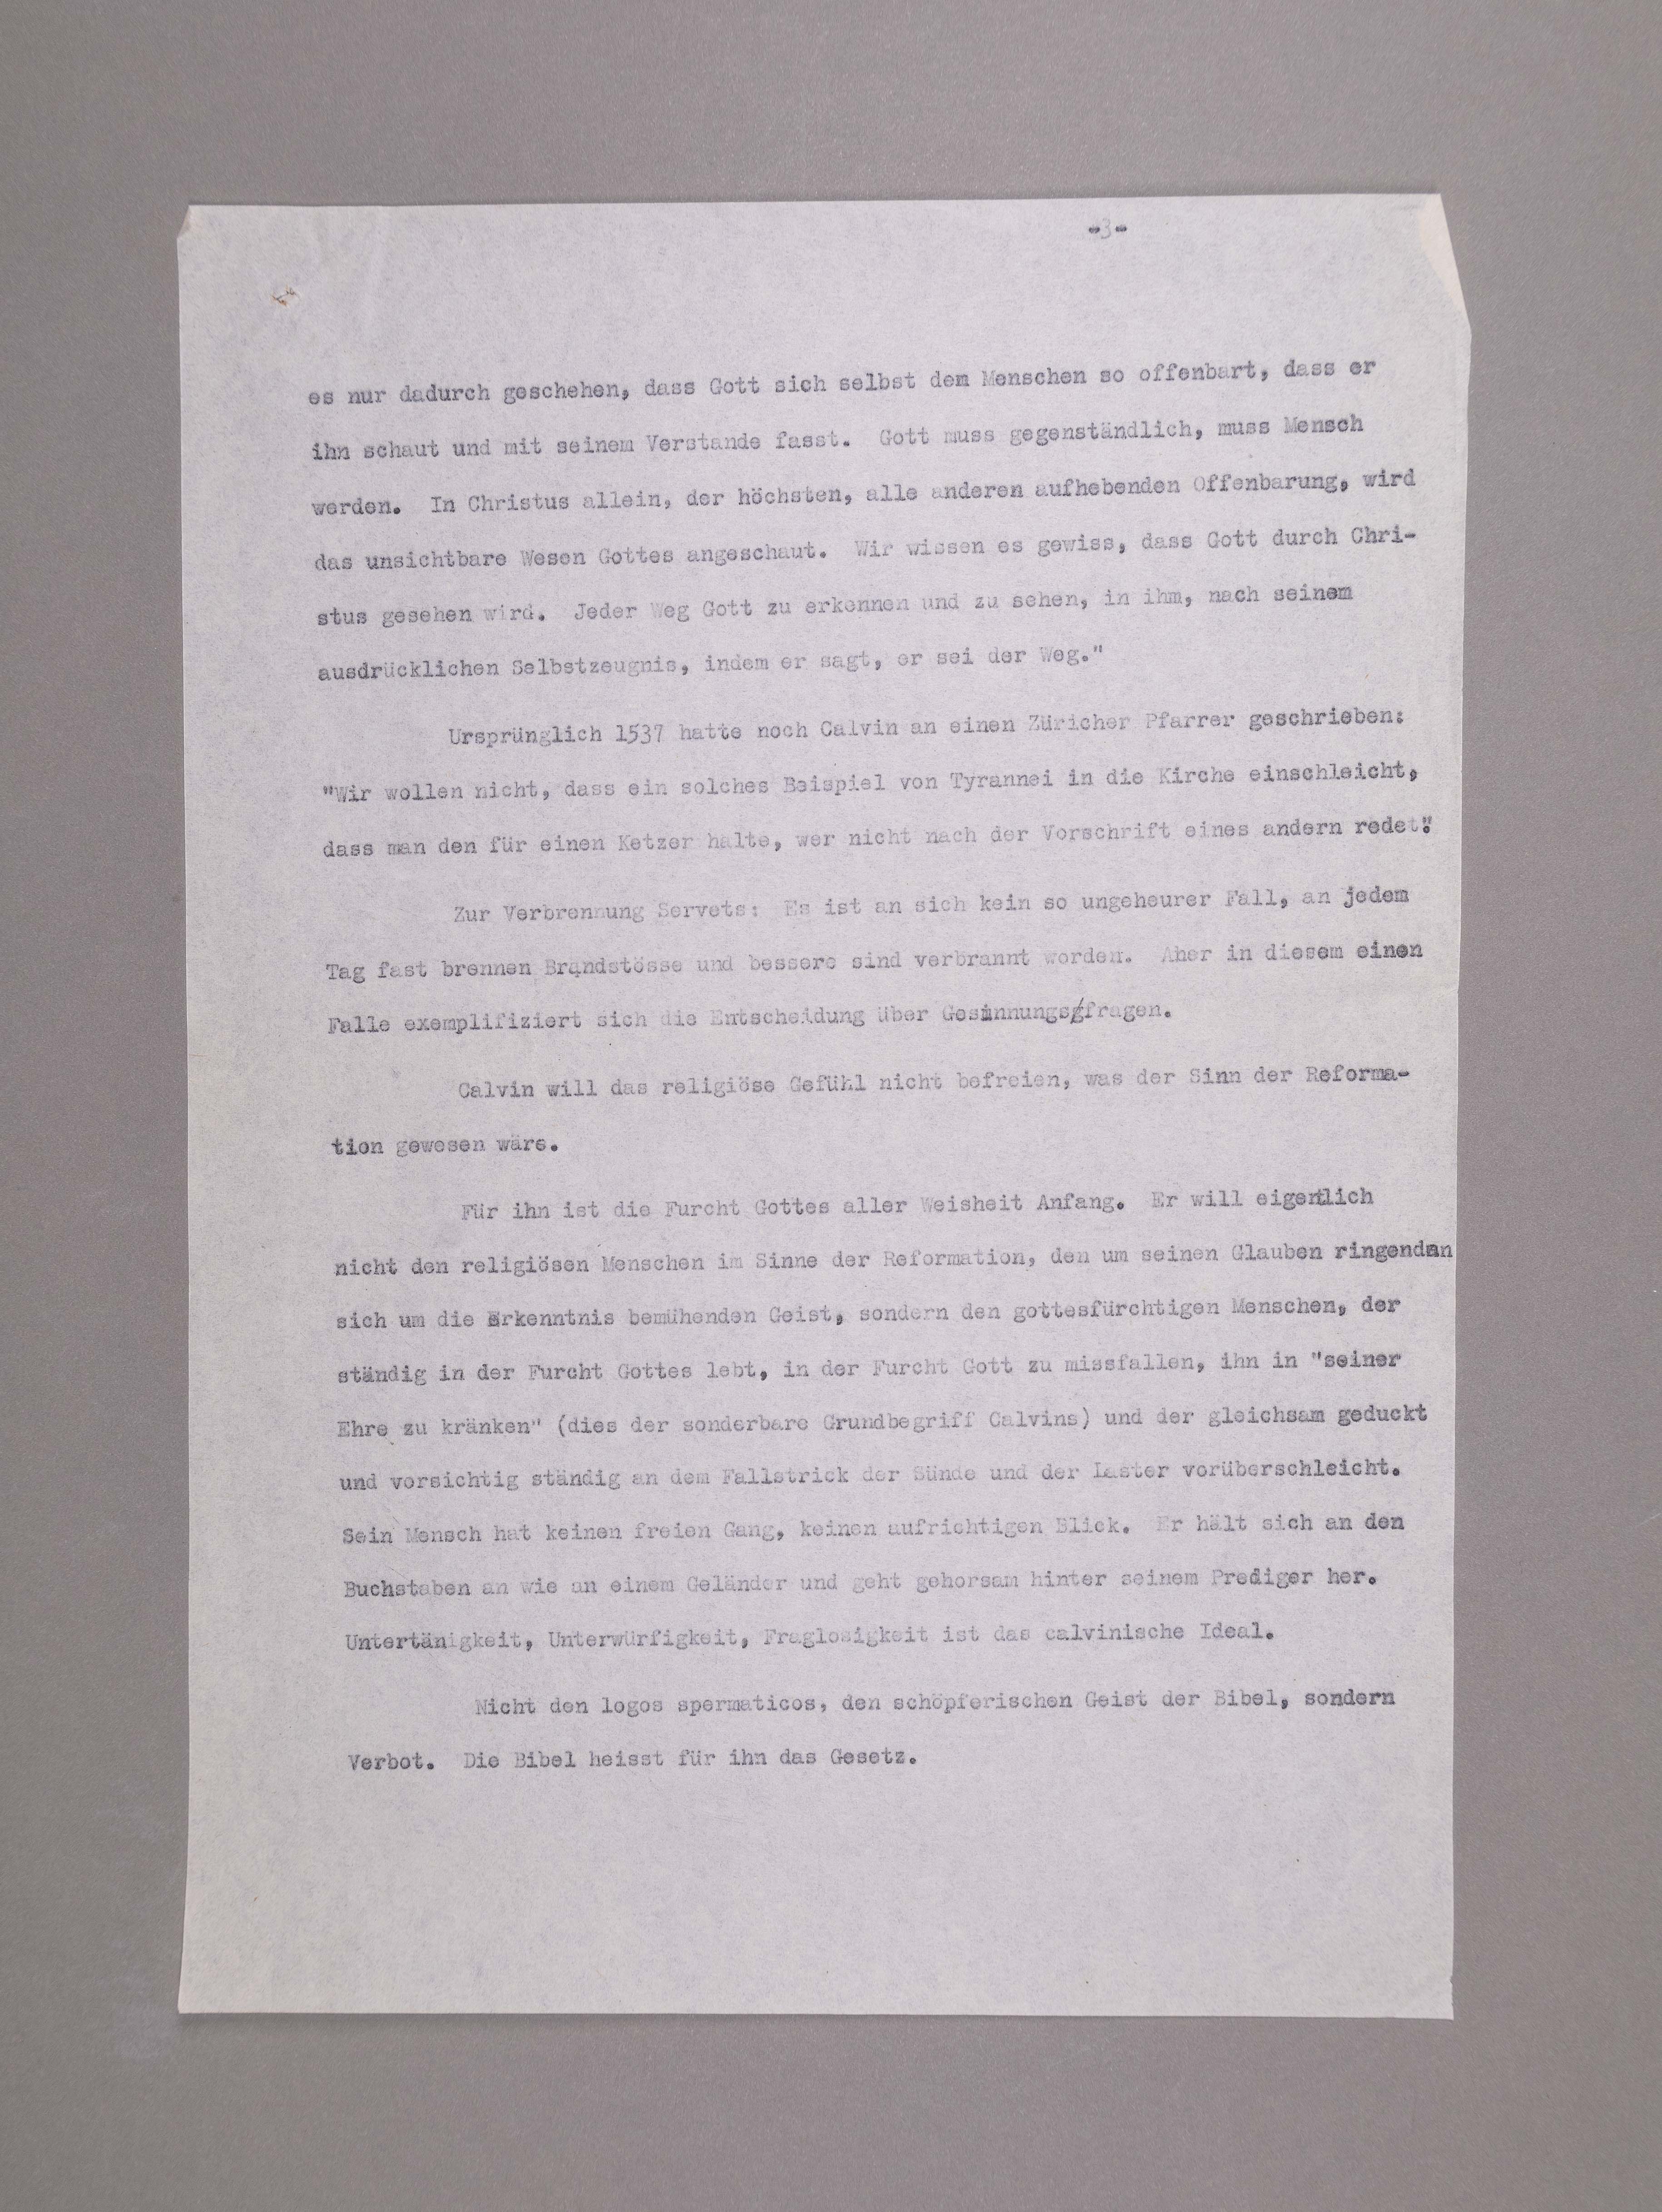 -3-
es nur dadurch geschehen, dass Gott sich selbst dem Menschen so offenbart, dass er
ihn schaut und mit seinem Verstande fasst. Gott muss gegenständlich, muss Mensch
werden. In Christus allein, der höchsten, alle anderen aufhebenden Offenbarung, wird
das unsichtbare Wesen Gottes angeschaut. Wir wissen es gewiss, dass Gott durch Chri-
stus gesehen wird. Jeder Weg Gott zu erkennen und zu sehen, in ihm, nach seinem
ausdrücklichen Selbstzeugnis, indem er sagt, er sei der Weg."
Ursprünglich 1537 hatte noch Calvin an einen Züricher Pfarrer geschrieben:
"Wir wollen nicht, dass ein solches Beispiel von Tyrannei in die Kirche einschleicht,
dass man den für einen Ketzer halte, wer nicht nach der Vorschrift eines andern redet".
Zur Verbrennung Servets: Es ist an sich kein so ungeheurer Fall, an jedem
Tag fast brennen Brandstösse und bessere sind verbrannt worden. Aber in diesem einen
Falle exemplifiziert sich die Entscheidung über Gesinnungsfragen.
Calvin will das religiöse Gefühl nicht befreien, was der Sinn der Reforma-
tion gewesen wäre.
Für ihn ist die Furcht Gottes aller Weisheit Anfang. Er will eigentlich
nicht den religiösen Menschen im Sinne der Reformation, den um seinen Glauben ringenden
sich um die Erkenntnis bemühenden Geist, sondern den gottesfürchtigen Menschen, der
ständig in der Furcht Gottes lebt, in der Furcht Gott zu missfallen, ihn in "seiner
Ehre zu kränken" (dies der sonderbare Grundbegriff Calvins) und der gleichsam geduckt
und vorsichtig ständig an dem Fallstrick der Sünde und der Laster vorüberschleicht.
Sein Mensch hat keinen freien Gang, keinen aufrichtigen Blick. Er hält sich an den
Buchstaben an wie an einem Geländer und geht gehorsam hinter seinem Prediger her.
Untertänigkeit, Unterwürfigkeit, Fraglosigkeit ist das calvinische Ideal.
Nicht den logos spermaticos, den schöpferischen Geist der Bibel, sondern
Verbot. Die Bibel heisst für ihn das Gesetz.